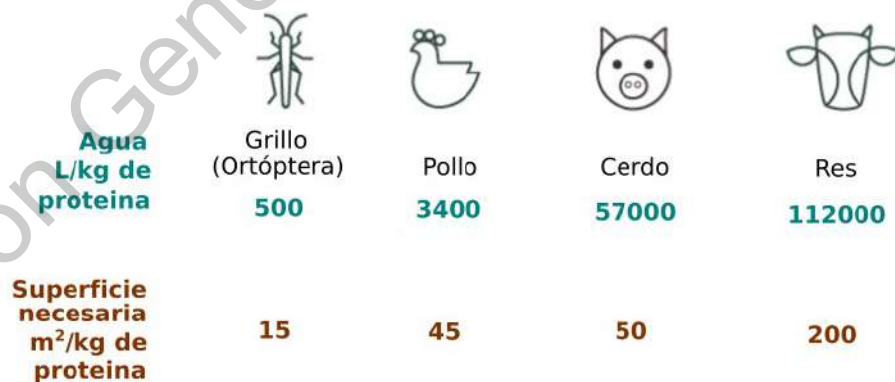 Grillo
(Ortóptera)
Pollo
Cerdo
Res
Agua
L/kg de
proteina
500
3400
57000
112000
Superficie
necesaria
m²/kg de
proteina
15
45
50
200